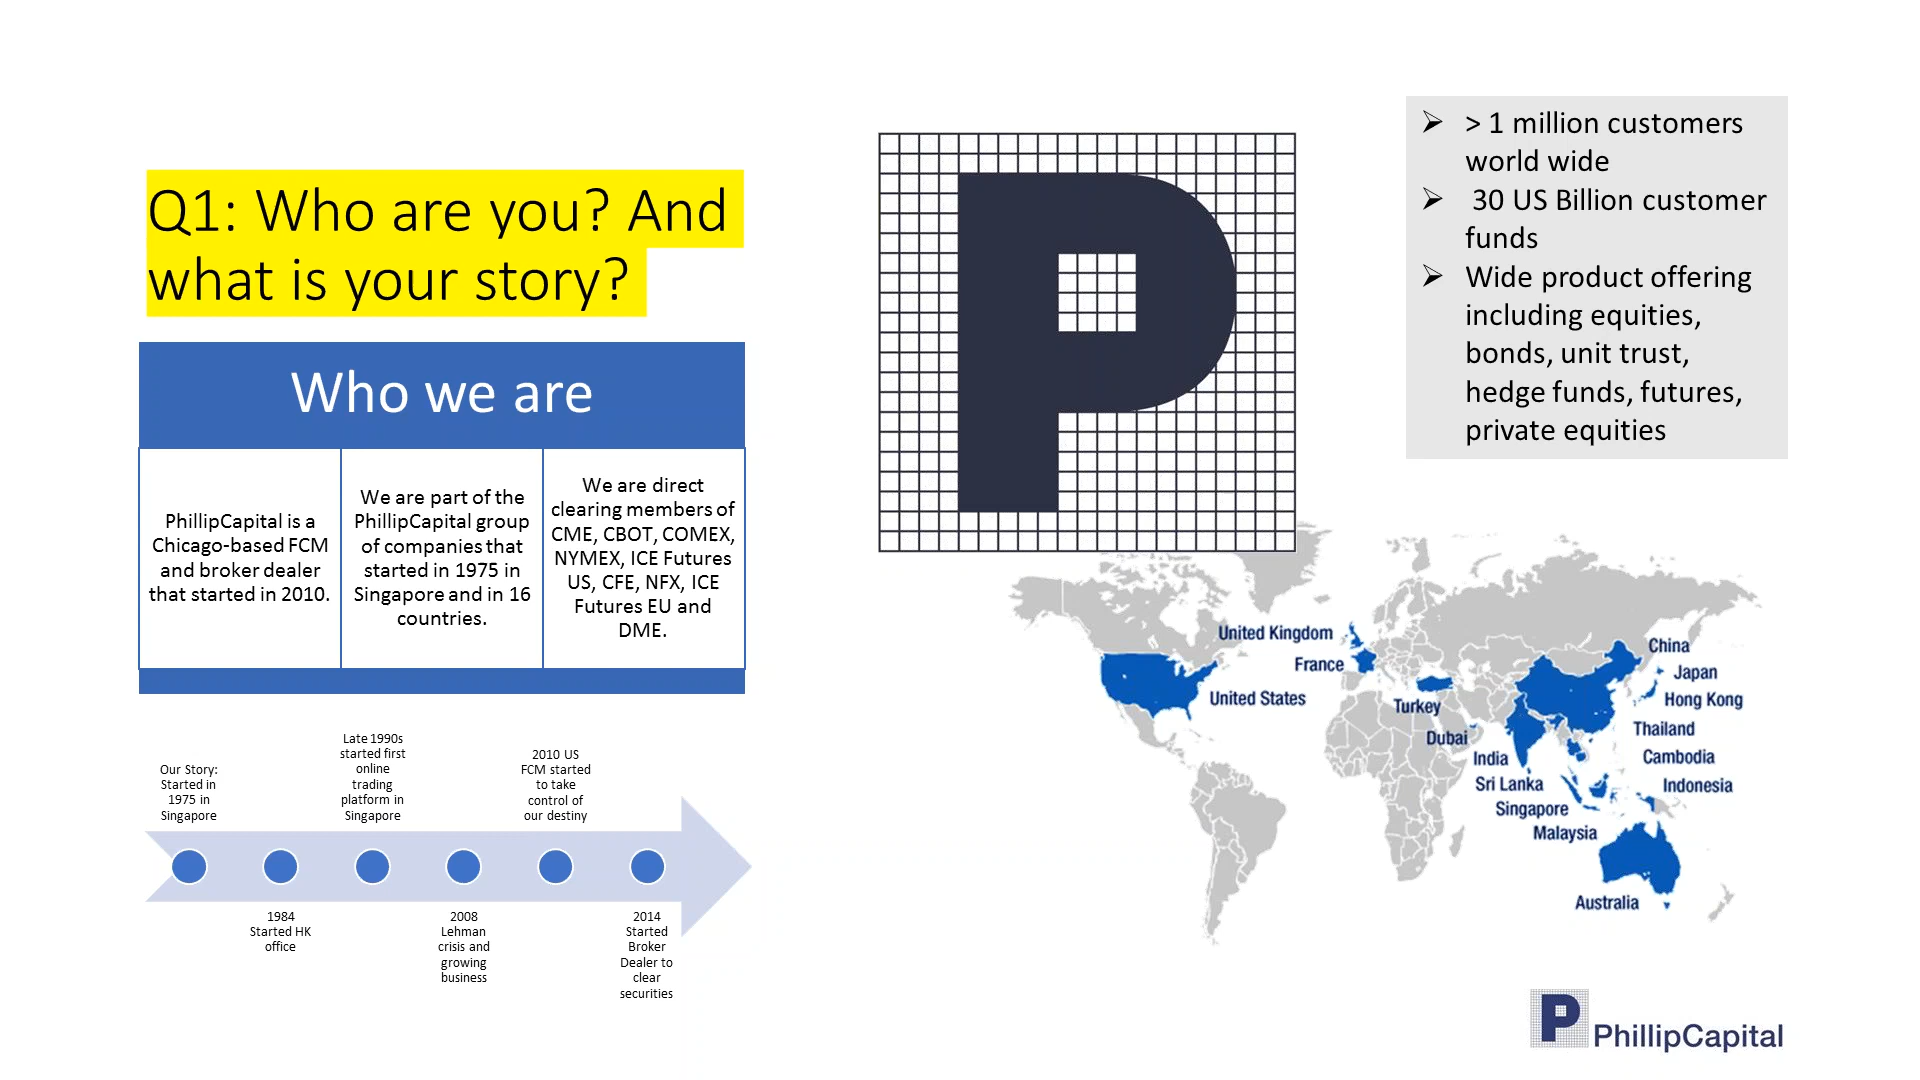 Q1: Who are you? And
what is your story?
Who we are
PhillipCapital is a
Chicago-based FCM
and broker dealer
that started in 2010.
We are part of the
PhillipCapital group
of companies that
started in 1975 in
Singapore and in 16
countries.
We are direct
clearing members of
CME, CBOT, COMEX,
NYMEX, ICE Futures
US, CFE, NFX, ICE
Futures EU and
DME.
Our Story:
Started in
1975 in
Singapore
1984
Started HK
office
Late 1990s
started first
online
trading
platform in
Singapore
2008
Lehman
crisis and
growing
business
2010 US
FCM started
to take
control of
our destiny
2014
Started
Broker
Dealer to
clear
securities
P
> 1 million customers
world wide
30 US Billion customer
funds
Wide product offering
including equities,
bonds, unit trust,
hedge funds, futures,
private equities
United Kingdom
France
United States
Turkey
Dubai
India
Sri Lanka
Singapore
Malaysia
Australia
China
Japan
Hong Kong
Thailand
Cambodia
Indonesia
P PhillipCapital